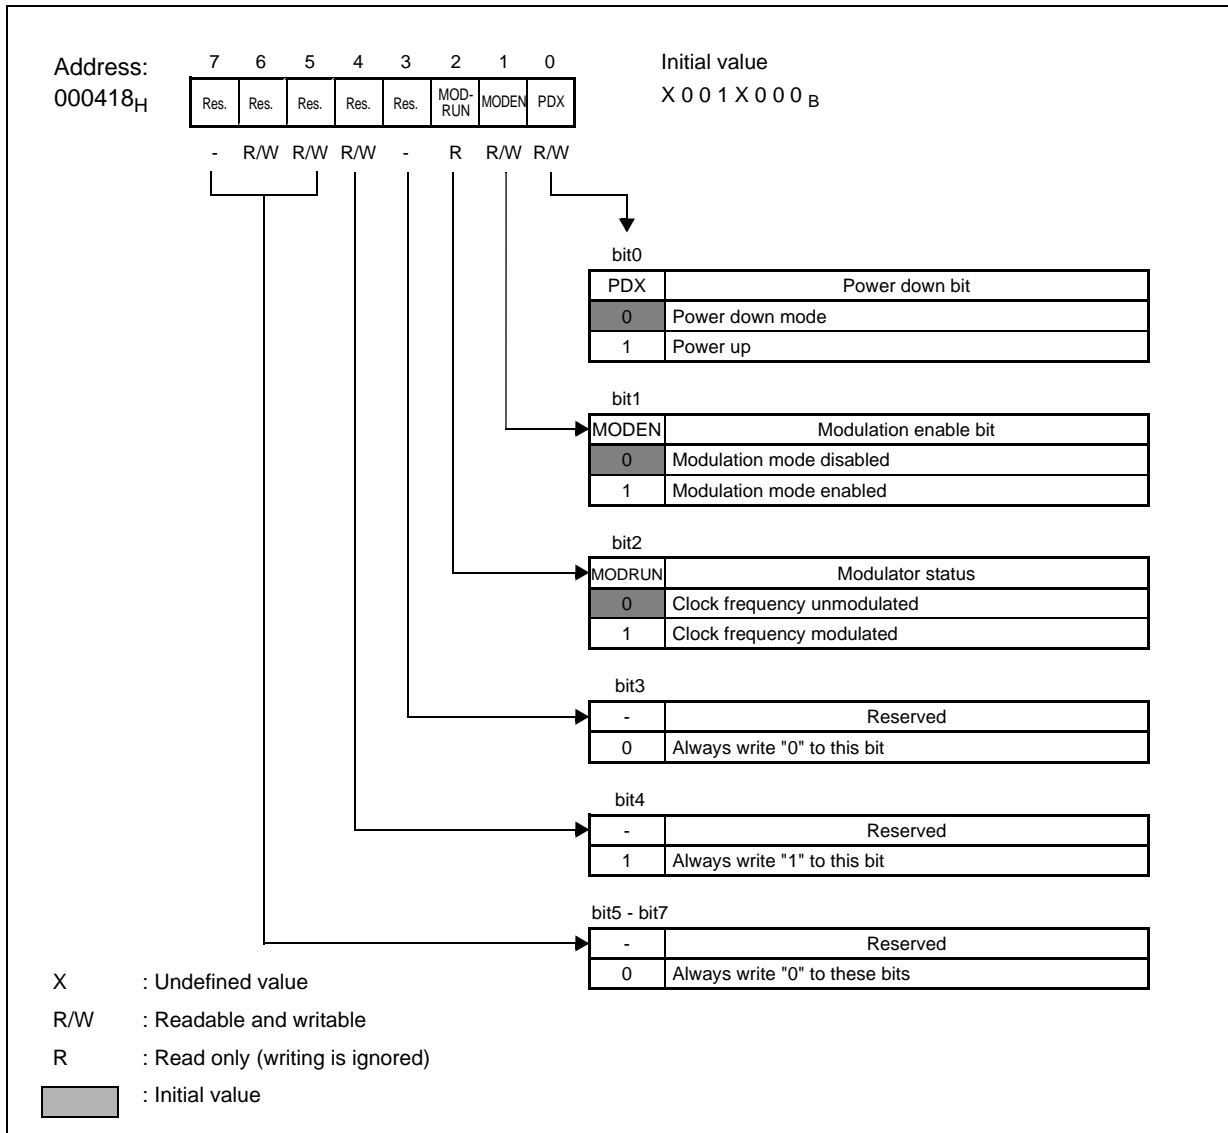 Address:
000418H
7 6 5 4 3 2 1 0
Res. Res. Res. Res. Res. MOD-RUN MODEN PDX
- R/W R/W R/W - R R/W R/W
Initial value
X 0 0 1 X 0 0 0 B
bit0
PDX Power down bit
0 Power down mode
1 Power up
bit1
MODEN Modulation enable bit
0 Modulation mode disabled
1 Modulation mode enabled
bit2
MODRUN Modulator status
0 Clock frequency unmodulated
1 Clock frequency modulated
bit3
- Reserved
0 Always write "0" to this bit
bit4
- Reserved
1 Always write "1" to this bit
bit5 - bit7
- Reserved
0 Always write "0" to these bits
X : Undefined value
R/W : Readable and writable
R : Read only (writing is ignored)
: Initial value